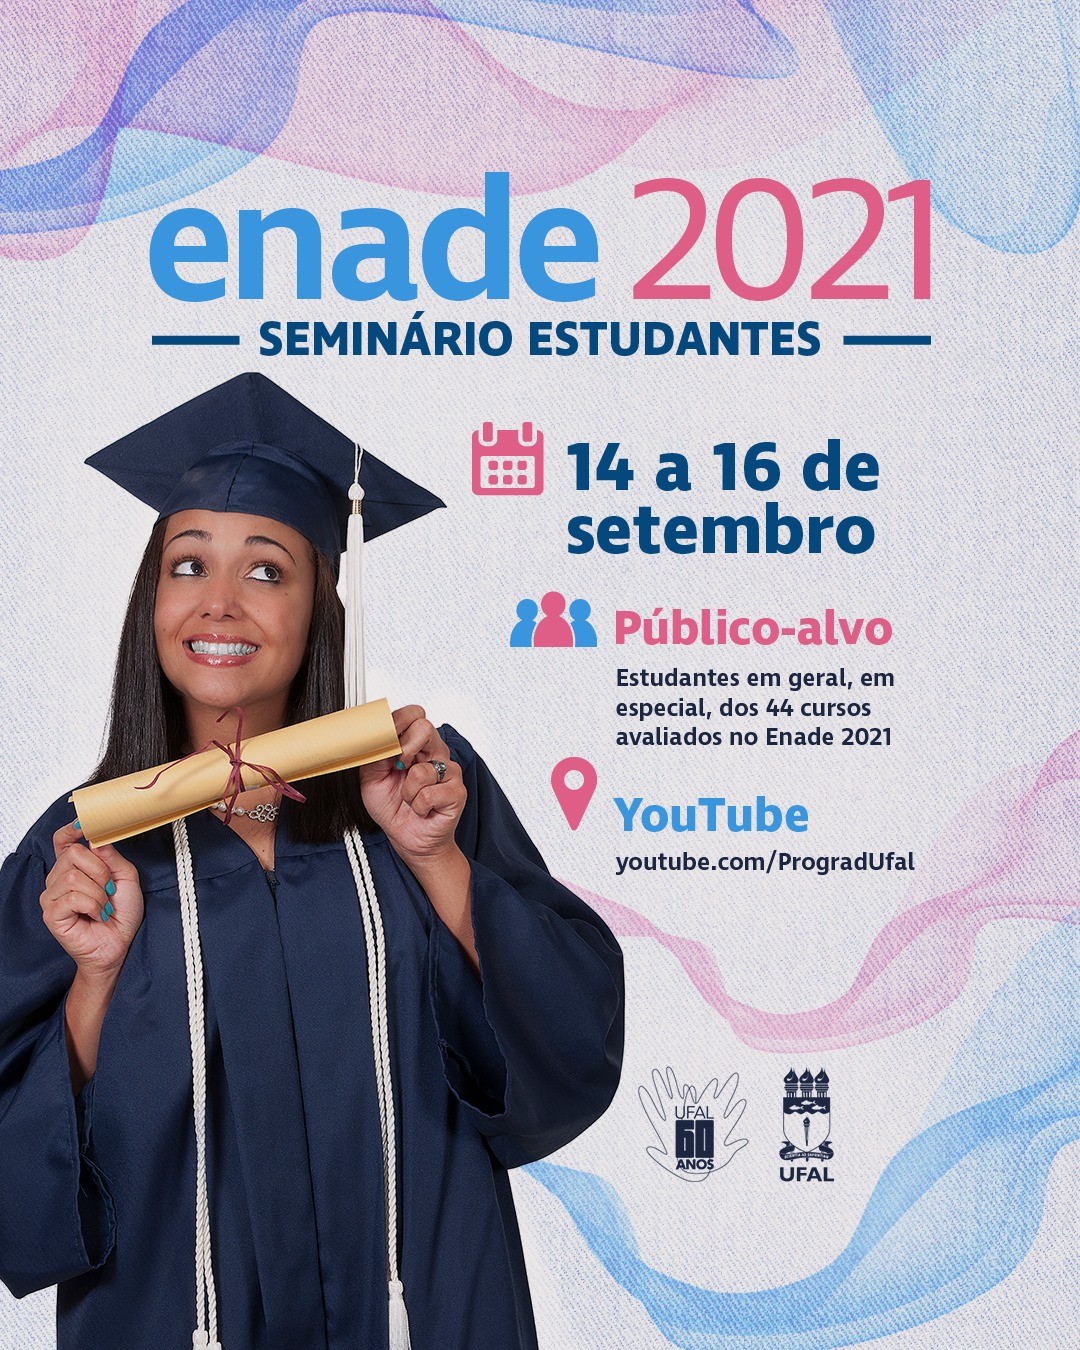 enade 2021
SEMINÁRIO ESTUDANTES
14 a 16 de
setembro
Público-alvo
Estudantes em geral, em
especial, dos 44 cursos
avaliados no Enade 2021
YouTube
youtube.com/ProgradUfal
UFAL
60
ANOS
UFAL